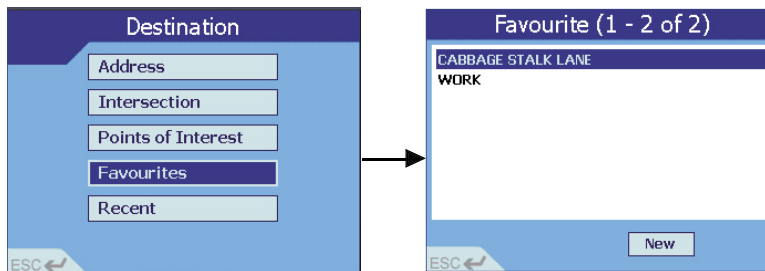 Destination
Address
Intersection
Points of Interest
Favourites
Recent
ESC
Favourite (1 - 2 of 2)
CABBAGE STALK LANE
WORK
New
ESC